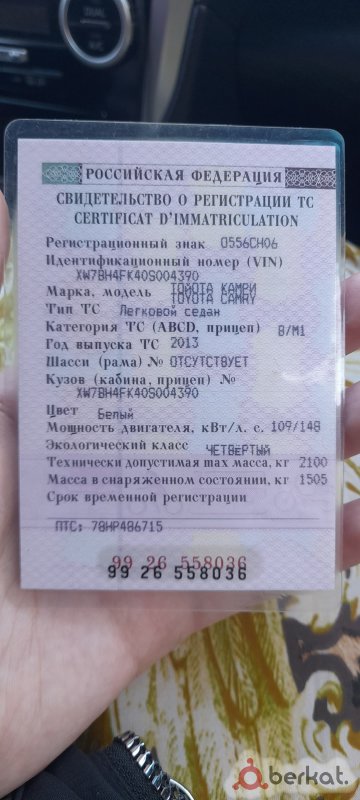 DUAL
РОССИЙСКАЯ ФЕДЕРАЦИЯ
СВИДЕТЕЛЬСТВО О РЕГИСТРАЦИИ ТС
CERTIFICAT D'IMMATRICULATION
Регистрационный знак О556СН06
Идентификационный номер (VIN)
XW7BH4FK40S004390
Марка, модель ТОЙОТА КАМРИ
TOYOTA CAMRY
Тип ТС Легковой седан
Категория ТС (ABCD, прицеп) B/M1
Год выпуска ТС 2013
Шасси (рама) № ОТСУТСТВУЕТ
Кузов (кабина, прицеп) №
XW7BH4FK40S004390
Цвет Белый
Мощность двигателя, кВт/л. с. 109/148
Экологический класс ЧЕТВЕРТЫЙ
Технически допустимая max масса, кг 2100
Масса в снаряженном состоянии, кг 1505
Срок временной регистрации
ПТС: 78НР486715
99 26 558036
99 26 558036
berkat.